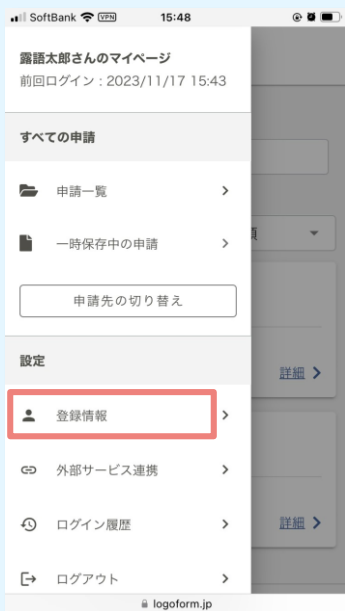 SoftBank VPN 15:48
露語太郎さんのマイページ
前回ログイン：2023/11/17 15:43
すべての申請
申請一覧
一時保存中の申請
申請先の切り替え
設定
登録情報
詳細
外部サービス連携
ログイン履歴
詳細
ログアウト
logoform.jp